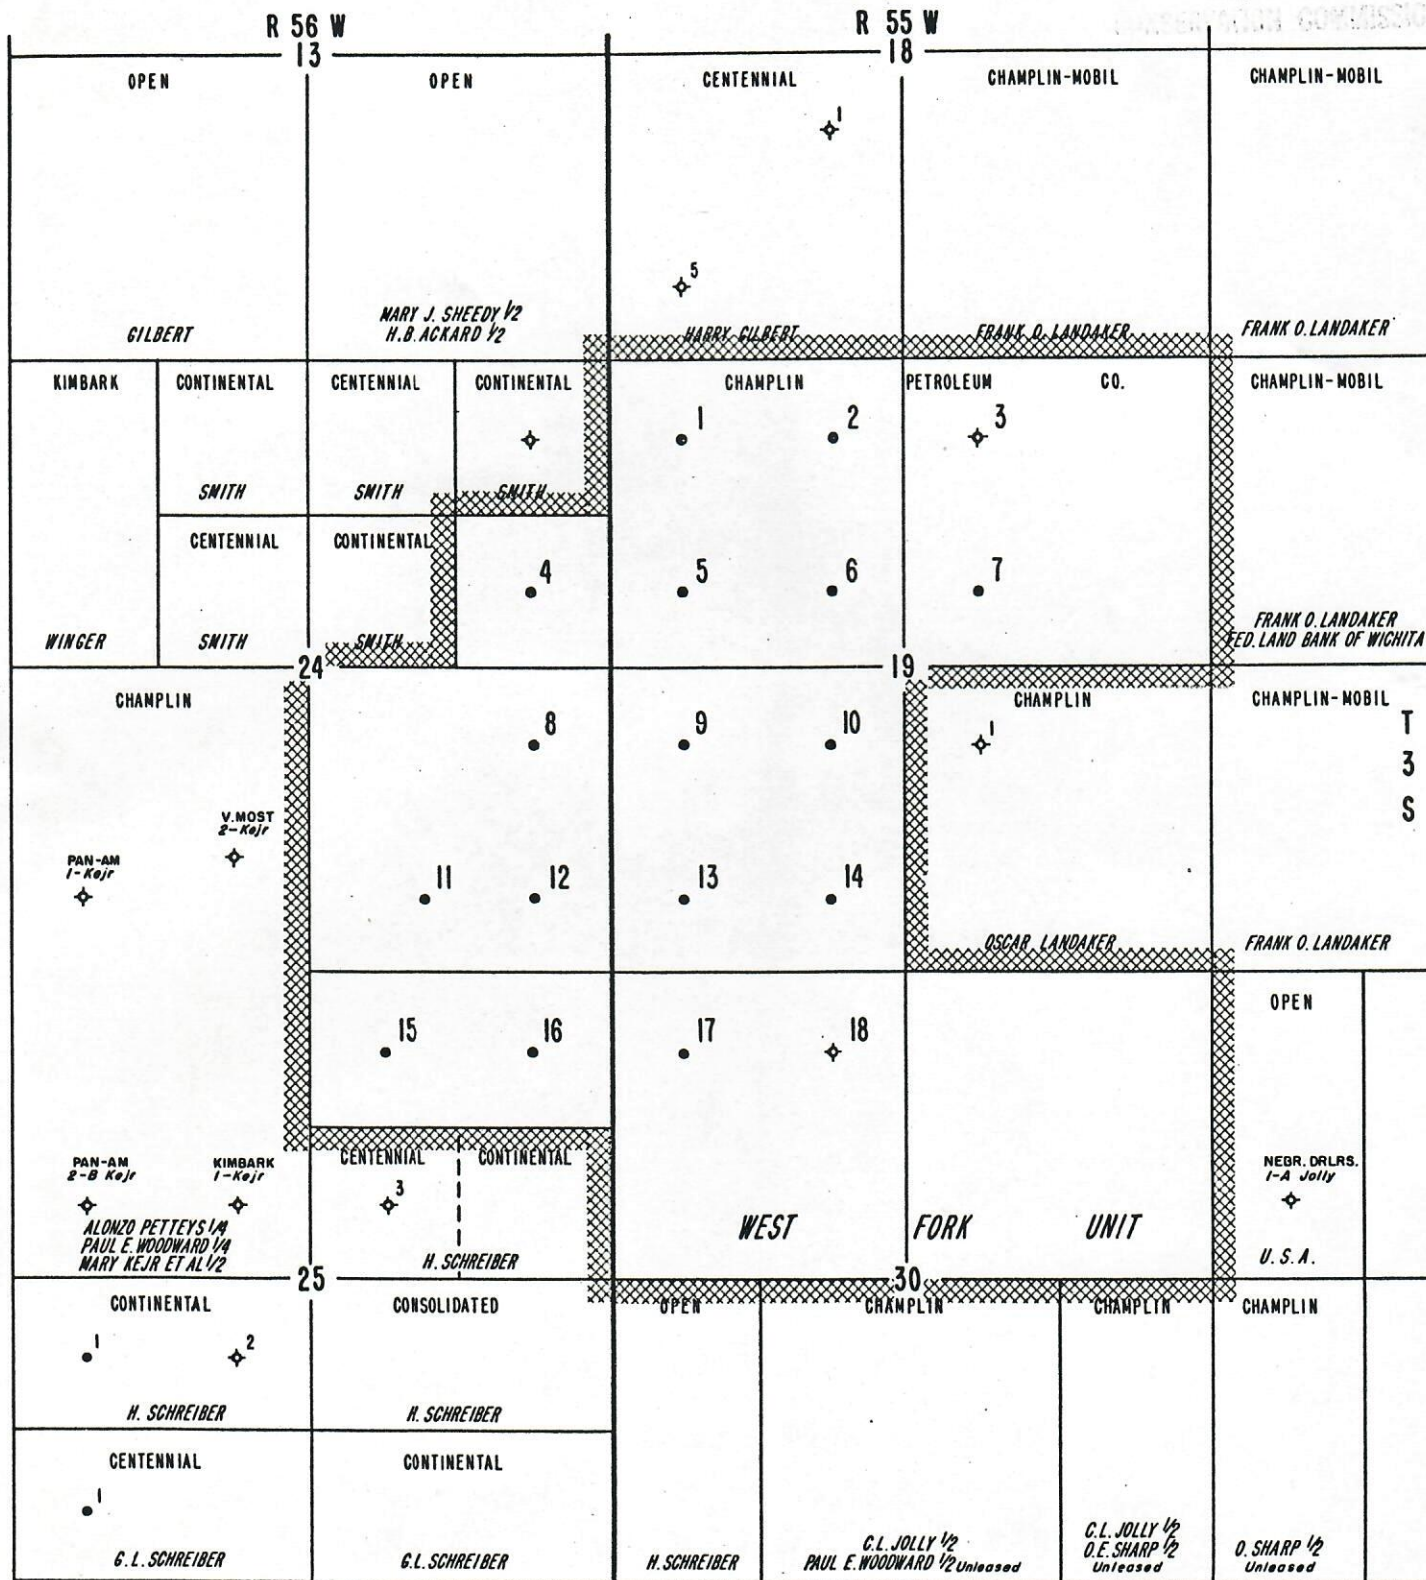 R 56 W
R 55 W
13
18
OPEN
OPEN
CENTENNIAL
CHAMPLIN-MOBIL
CHAMPLIN-MOBIL
1
5
GILBERT
MARY J. SHEEDY 1/2
H.B. ACKARD 1/2
HARRY GILBERT
FRANK O. LANDAKER
FRANK O. LANDAKER
KIMBARK
CONTINENTAL
CENTENNIAL
CONTINENTAL
CHAMPLIN
PETROLEUM
CO.
CHAMPLIN-MOBIL
1
2
3
SMITH
SMITH
SMITH
CENTENNIAL
CONTINENTAL
4
5
6
7
WINGER
SMITH
SMITH
FRANK O. LANDAKER
FED. LAND BANK OF WICHITA
24
19
CHAMPLIN
CHAMPLIN
CHAMPLIN-MOBIL
8
9
10
1
T
3
S
V. MOST
2-Kejr
PAN-AM
1-Kejr
11
12
13
14
OSCAR LANDAKER
FRANK O. LANDAKER
OPEN
15
16
17
18
PAN-AM
2-B Kejr
KIMBARK
1-Kejr
CENTENNIAL
CONTINENTAL
3
NEBR. DRLRS.
1-A Jolly
ALONZO PETTEYS 1/4
PAUL E. WOODWARD 1/4
MARY KEJR ET AL 1/2
H. SCHREIBER
WEST
FORK
UNIT
U.S.A.
25
30
CONTINENTAL
CONSOLIDATED
OPEN
CHAMPLIN
CHAMPLIN
CHAMPLIN
1
2
H. SCHREIBER
H. SCHREIBER
CENTENNIAL
CONTINENTAL
1
G.L. SCHREIBER
G.L. SCHREIBER
H. SCHREIBER
C.L. JOLLY 1/2
PAUL E. WOODWARD 1/2 Unleased
C.L. JOLLY 1/2
O.E. SHARP 1/2
Unleased
O. SHARP 1/2
Unleased